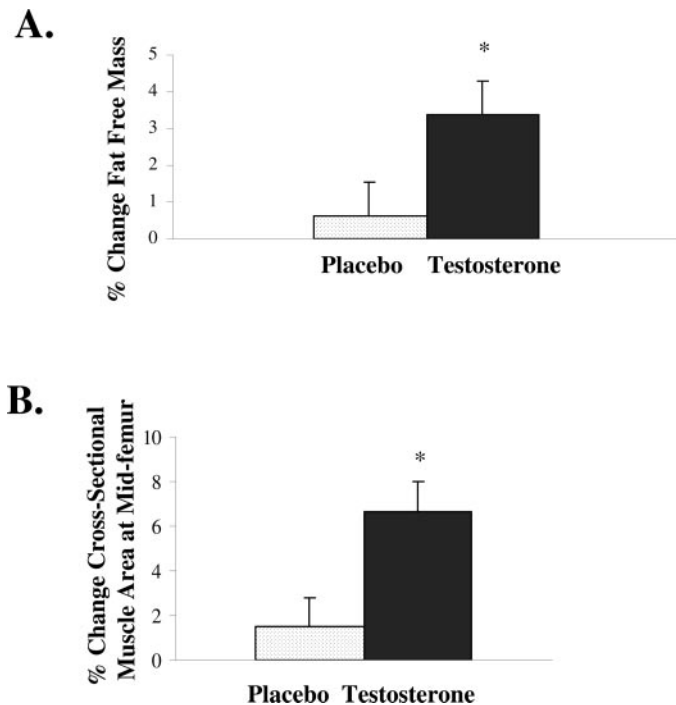 A.
% Change Fat Free Mass
5
4
3
2
1
0
*
Placebo Testosterone
B.
% Change Cross-Sectional
Muscle Area at Mid-femur
10
8
6
4
2
0
*
Placebo Testosterone